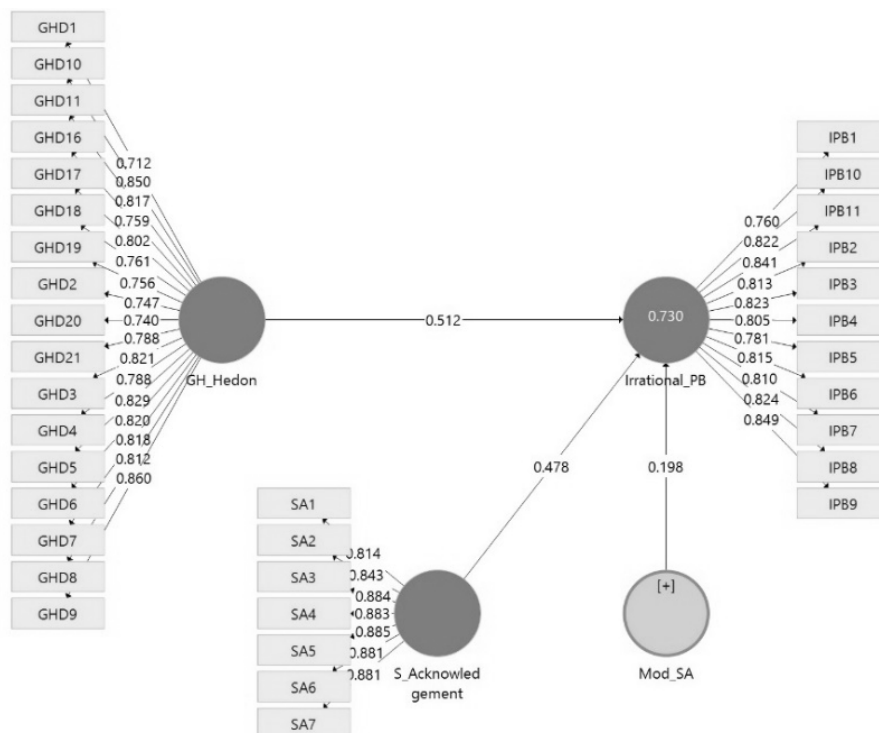 GHD1
GHD10
GHD11
GHD16
GHD17
GHD18
GHD19
GHD2
GHD20
GHD21
GHD3
GHD4
GHD5
GHD6
GHD7
GHD8
GHD9
0.712
0.850
0.817
0.759
0.802
0.761
0.756
0.747
0.740
0.788
0.821
0.788
0.829
0.820
0.818
0.812
0.860
GH_Hedon
0.512
0.730
Irrational_PB
0.760
0.822
0.841
0.813
0.823
0.805
0.781
0.815
0.810
0.824
0.849
IPB1
IPB10
IPB11
IPB2
IPB3
IPB4
IPB5
IPB6
IPB7
IPB8
IPB9
0.478
0.198
SA1
SA2
SA3
SA4
SA5
SA6
SA7
0.814
0.843
0.884
0.883
0.885
0.881
0.881
S_Acknowled
gement
[+]
Mod_SA